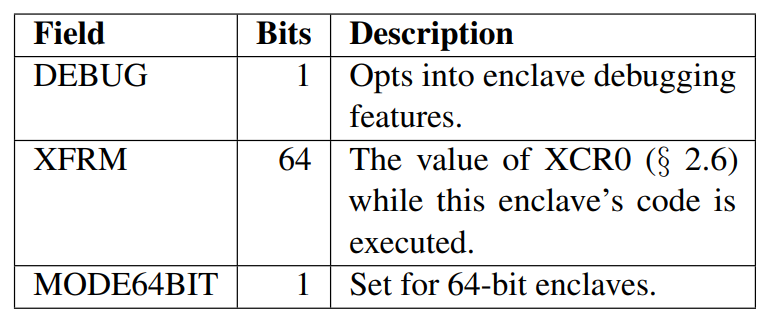 Field Bits Description
DEBUG 1 Opts into enclave debugging
features.
XFRM 64 The value of XCR0 (§ 2.6)
while this enclave's code is
executed.
MODE64BIT 1 Set for 64-bit enclaves.